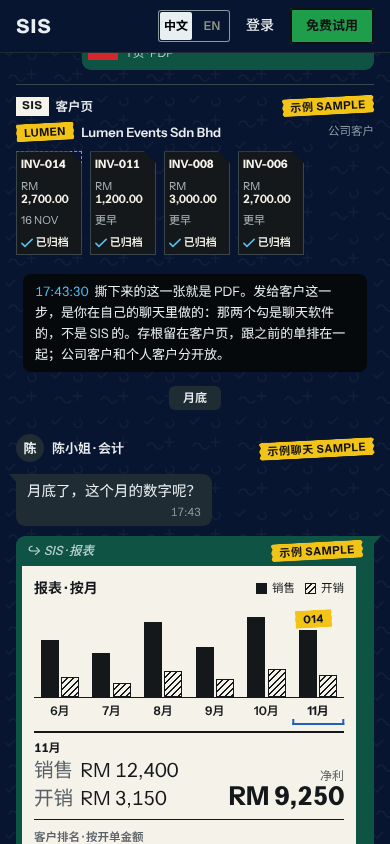 SIS
中文 EN
登录
免费试用
1页·PDF
SIS 客户页
示例 SAMPLE
LUMEN Lumen Events Sdn Bhd
公司客户
INV-014
RM
2,700.00
16 NOV
已归档
INV-011
RM
1,200.00
更早
已归档
INV-008
RM
3,000.00
更早
已归档
INV-006
RM
2,700.00
更早
已归档
17:43:30 撕下来的这一张就是 PDF。发给客户这一
步，是你在自己的聊天里做的：那两个勾是聊天软件
的，不是 SIS 的。存根留在客户页，跟之前的单排在一
起；公司客户和个人客户分开放。
月底
陈 陈小姐·会计
示例聊天 SAMPLE
月底了，这个月的数字呢？
17:43
SIS·报表
示例 SAMPLE
报表·按月
销售 开销
014
6月 7月 8月 9月 10月 11月
11月
销售 RM 12,400
开销 RM 3,150
净利
RM 9,250
客户排名·按开单金额